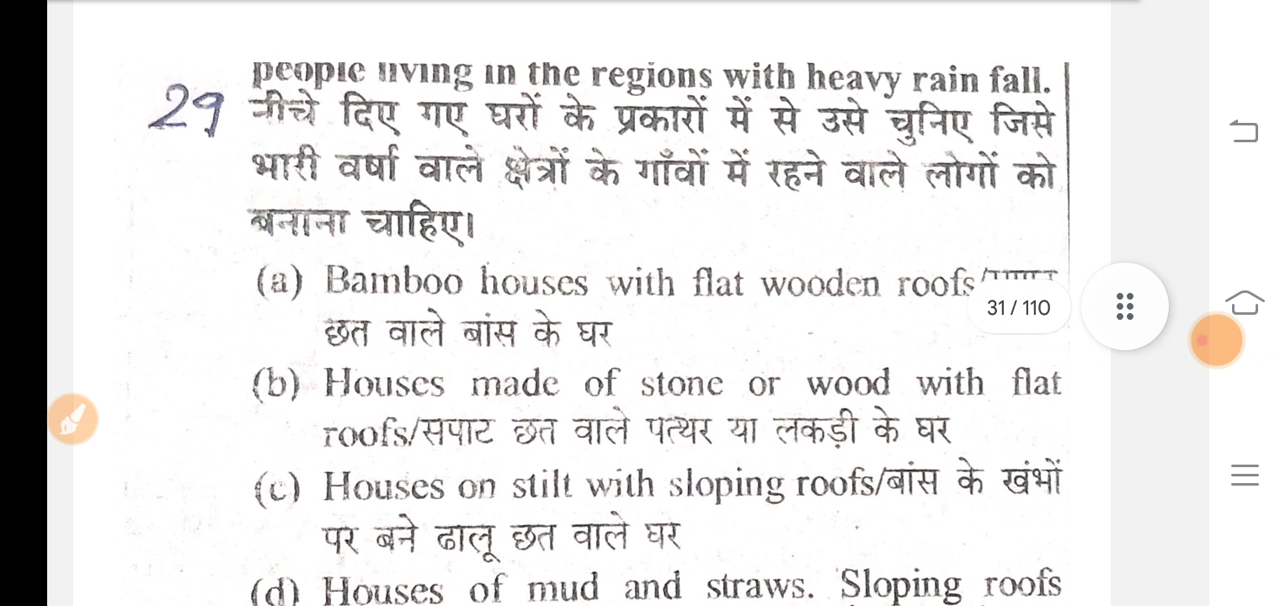 people living in the regions with heavy rain fall.
29 नीचे दिए गए घरों के प्रकारों में से उसे चुनिए जिसे
भारी वर्षा वाले क्षेत्रों के गाँवों में रहने वाले लोगों को
बनाना चाहिए।
(a) Bamboo houses with flat wooden roofs/
31 / 110
छत वाले बांस के घर
(b) Houses made of stone or wood with flat
roofs/सपाट छत वाले पत्थर या लकड़ी के घर
(c) Houses on stilt with sloping roofs/बांस के खंभों
पर बने ढालू छत वाले घर
(d) Houses of mud and straws. Sloping roofs